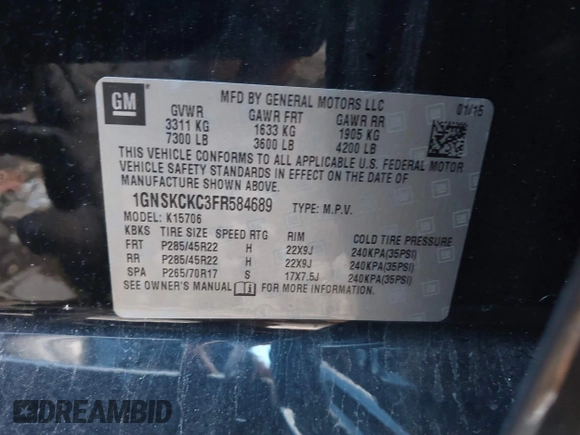 GM
MFD BY GENERAL MOTORS LLC
01/15
GVWR GAWR FRT GAWR RR
3311 KG 1633 KG 1905 KG
7300 LB 3600 LB 4200 LB
THIS VEHICLE CONFORMS TO ALL APPLICABLE U.S. FEDERAL MOTOR
VEHICLE SAFETY STANDARDS IN EFFECT ON THE DATE OF
MANUFACTURE SHOWN ABOVE.
1GNSKCKC3FR584689 TYPE: M.P.V.
MODEL: K15706
KBKS TIRE SIZE SPEED RTG RIM COLD TIRE PRESSURE
FRT P285/45R22 H 22X9J 240KPA(35PSI)
RR P285/45R22 H 22X9J 240KPA(35PSI)
SPA P265/70R17 S 17X7.5J 240KPA(35PSI)
SEE OWNER'S MANUAL FOR MORE INFORMATION.
DREAMBID